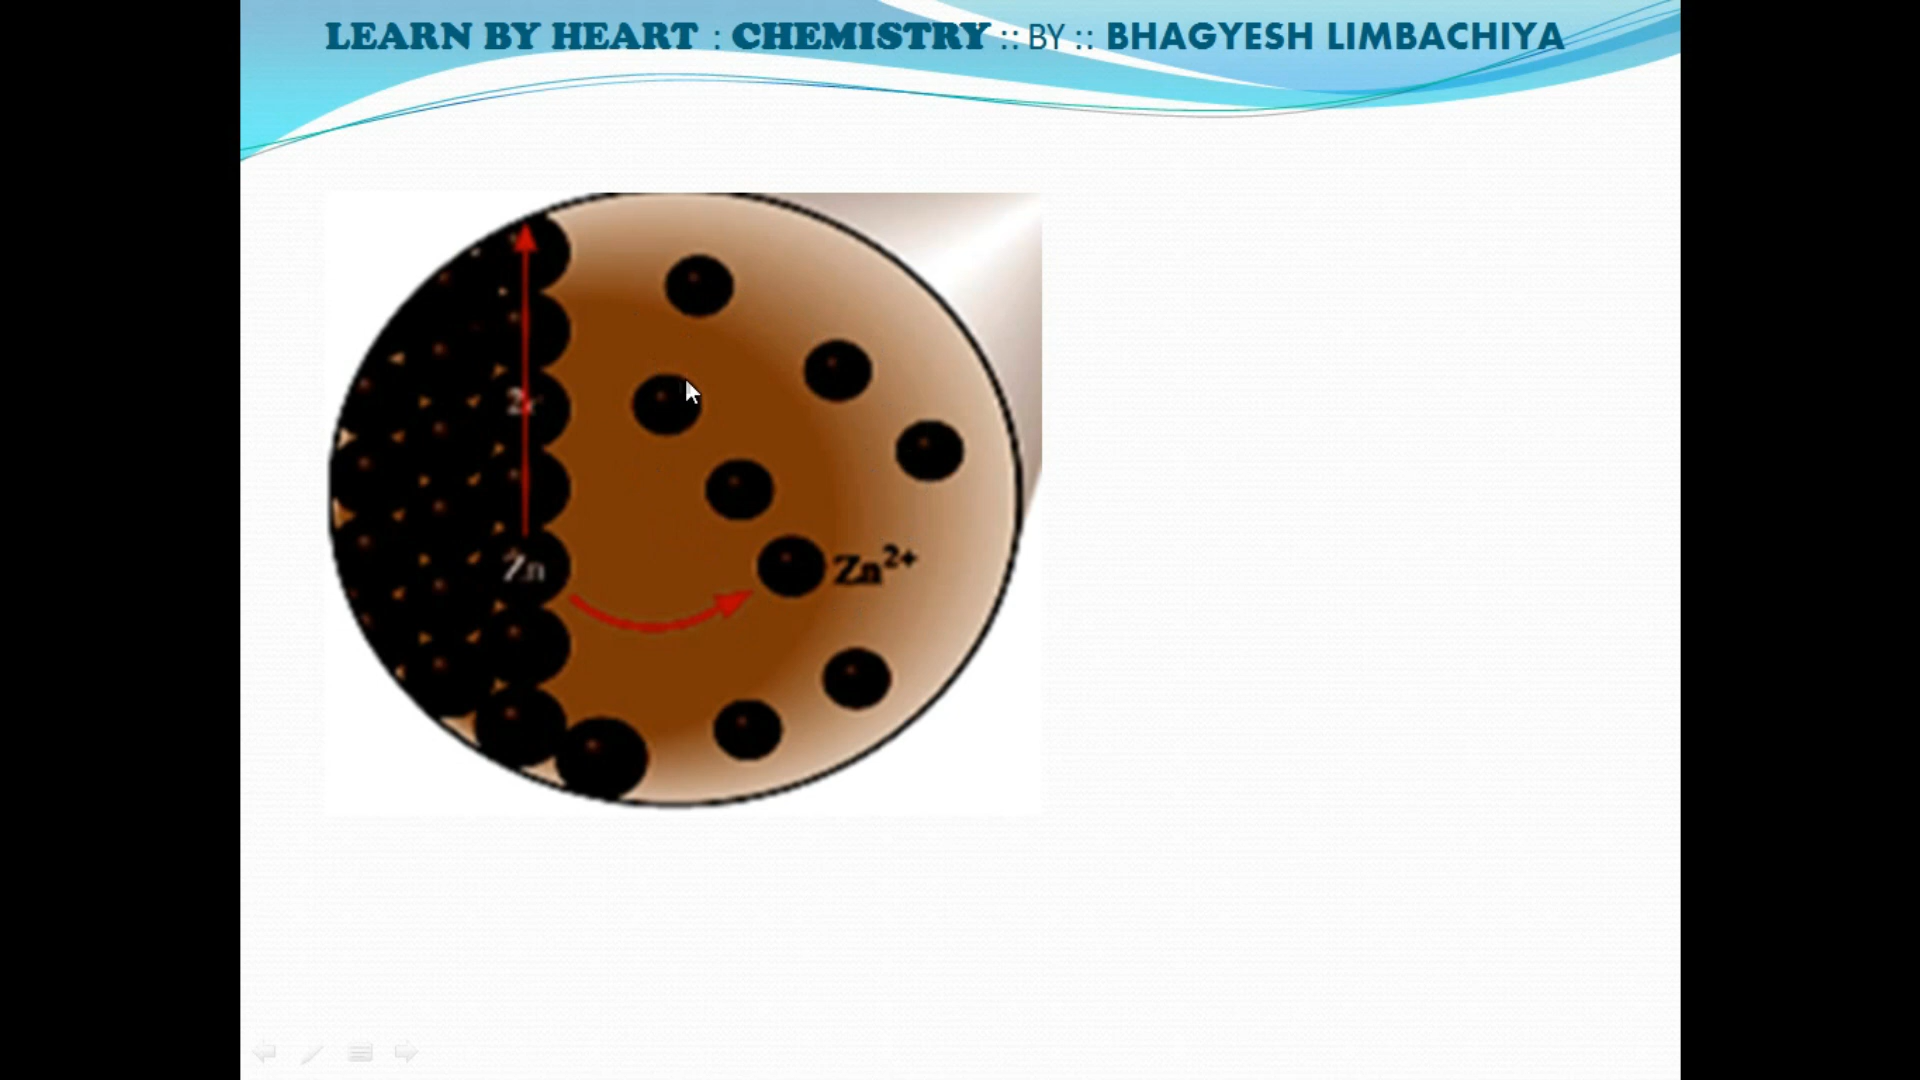 LEARN BY HEART : CHEMISTRY :: BY :: BHAGYESH LIMBACHIYA
Zn
Zn²⁺